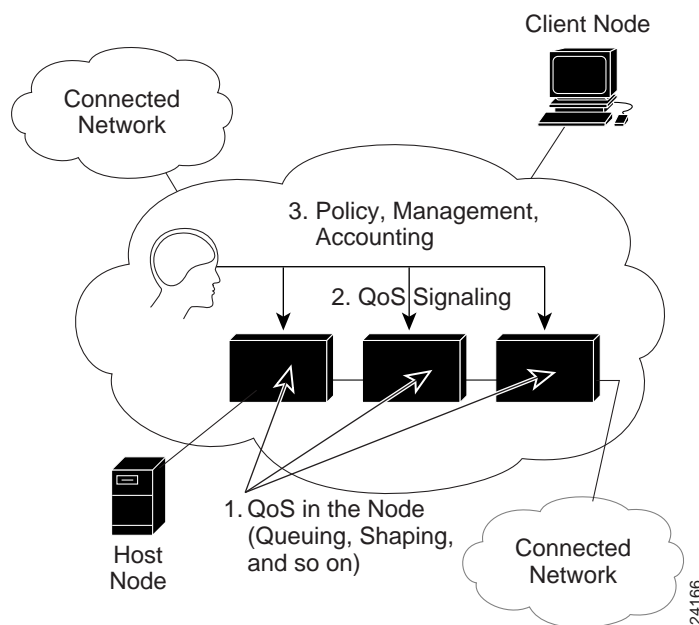 Client Node
Connected
Network
3. Policy, Management,
Accounting
2. QoS Signaling
1. QoS in the Node
(Queuing, Shaping,
and so on)
Host
Node
Connected
Network
24166